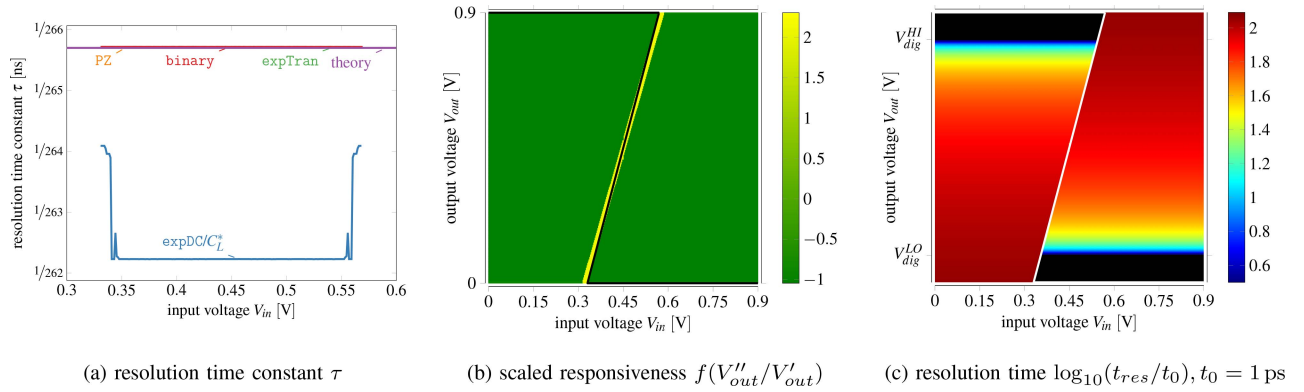 1/266
1/265
1/264
1/263
1/262
resolution time constant τ [ns]
PZ
binary
expTran
theory
expDC/C*L
0.3
0.35
0.4
0.45
0.5
0.55
0.6
input voltage Vin [V]
(a) resolution time constant τ
0.9
output voltage Vout [V]
0
0
0.15
0.3
0.45
0.6
0.75
0.9
input voltage Vin [V]
2
1.5
1
0.5
0
−0.5
−1
(b) scaled responsiveness f(V″out/V′out)
VHIdig
output voltage Vout [V]
VLOdig
0
0.15
0.3
0.45
0.6
0.75
0.9
input voltage Vin [V]
2
1.8
1.6
1.4
1.2
1
0.8
0.6
(c) resolution time log10(tres/t0), t0 = 1 ps